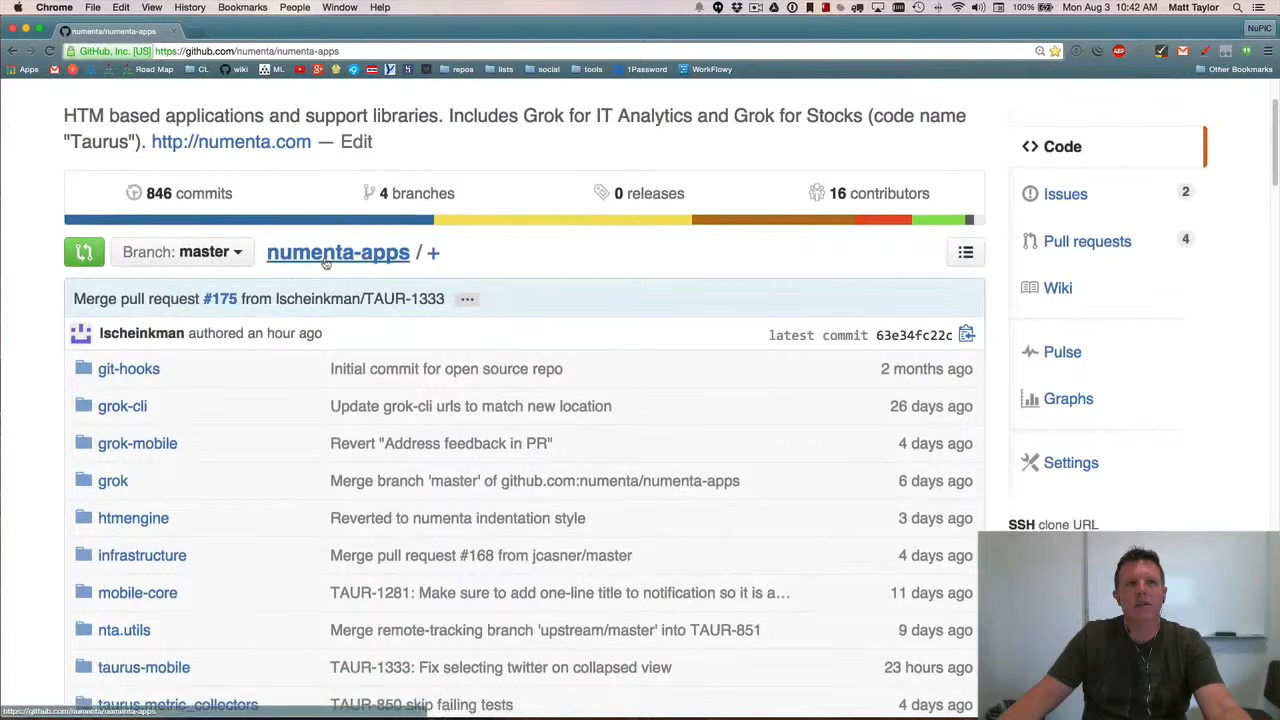 Chrome File Edit View History Bookmarks People Window Help 100% Mon Aug 3 10:42 AM Matt Taylor
numenta/numenta-apps NuPIC
GitHub, Inc. [US] https://github.com/numenta/numenta-apps ABP
Apps Road Map CL wiki ML repos lists social tools 1Password WorkFlowy Other Bookmarks
HTM based applications and support libraries. Includes Grok for IT Analytics and Grok for Stocks (code name
"Taurus"). http://numenta.com — Edit
846 commits 4 branches 0 releases 16 contributors
Branch: master numenta-apps / +
Merge pull request #175 from lscheinkman/TAUR-1333 ...
lscheinkman authored an hour ago latest commit 63e34fc22c
git-hooks Initial commit for open source repo 2 months ago
grok-cli Update grok-cli urls to match new location 26 days ago
grok-mobile Revert "Address feedback in PR" 4 days ago
grok Merge branch 'master' of github.com:numenta/numenta-apps 6 days ago
htmengine Reverted to numenta indentation style 3 days ago
infrastructure Merge pull request #168 from jcasner/master 4 days ago
mobile-core TAUR-1281: Make sure to add one-line title to notification so it is a... 11 days ago
nta.utils Merge remote-tracking branch 'upstream/master' into TAUR-851 9 days ago
taurus-mobile TAUR-1333: Fix selecting twitter on collapsed view 23 hours ago
taurus.metric_collectors TAUR-850 skip failing tests 4 days ago
Code
Issues 2
Pull requests 4
Wiki
Pulse
Graphs
Settings
SSH clone URL
https://github.com/numenta/numenta-apps